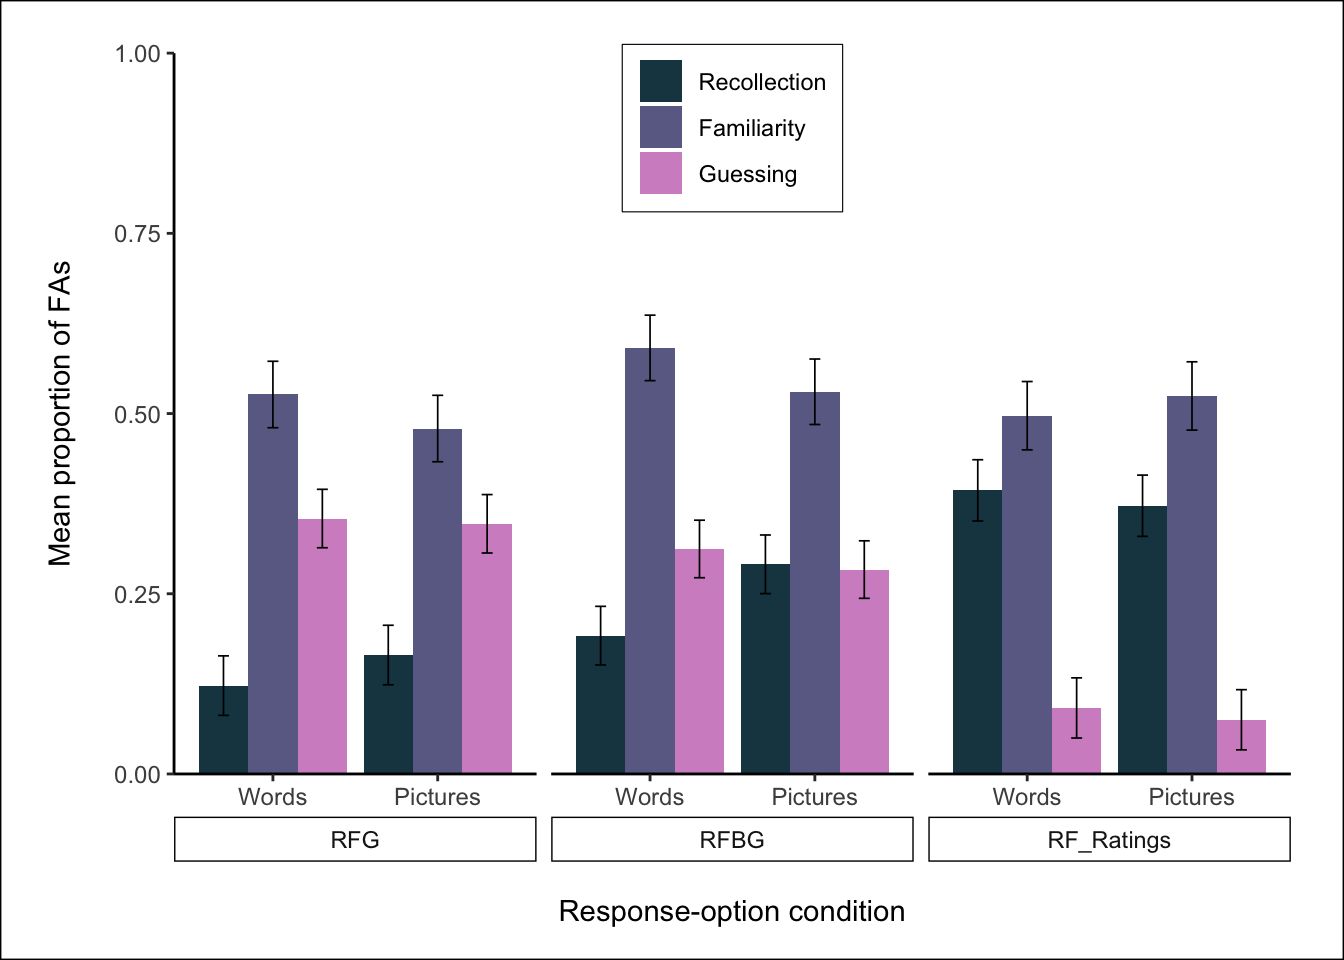 1.00
0.75
0.50
0.25
0.00
Mean proportion of FAs
Recollection
Familiarity
Guessing
Words Pictures Words Pictures Words Pictures
RFG RFBG RF_Ratings
Response-option condition